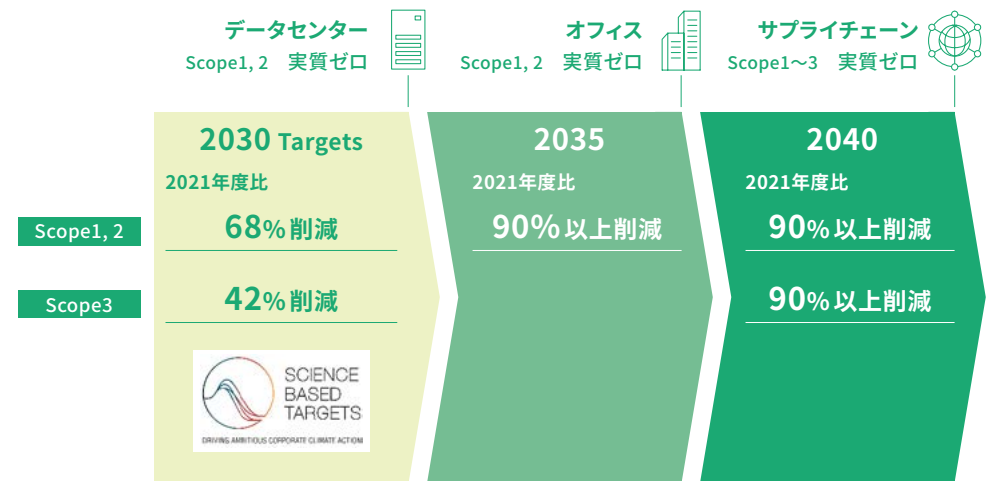 データセンター
Scope1, 2 実質ゼロ
オフィス
Scope1, 2 実質ゼロ
サプライチェーン
Scope1～3 実質ゼロ
2030 Targets
2035
2040
2021年度比
2021年度比
2021年度比
Scope1, 2
68%削減
90%以上削減
90%以上削減
Scope3
42%削減
90%以上削減
SCIENCE
BASED
TARGETS
DRIVING AMBITIOUS CORPORATE CLIMATE ACTION